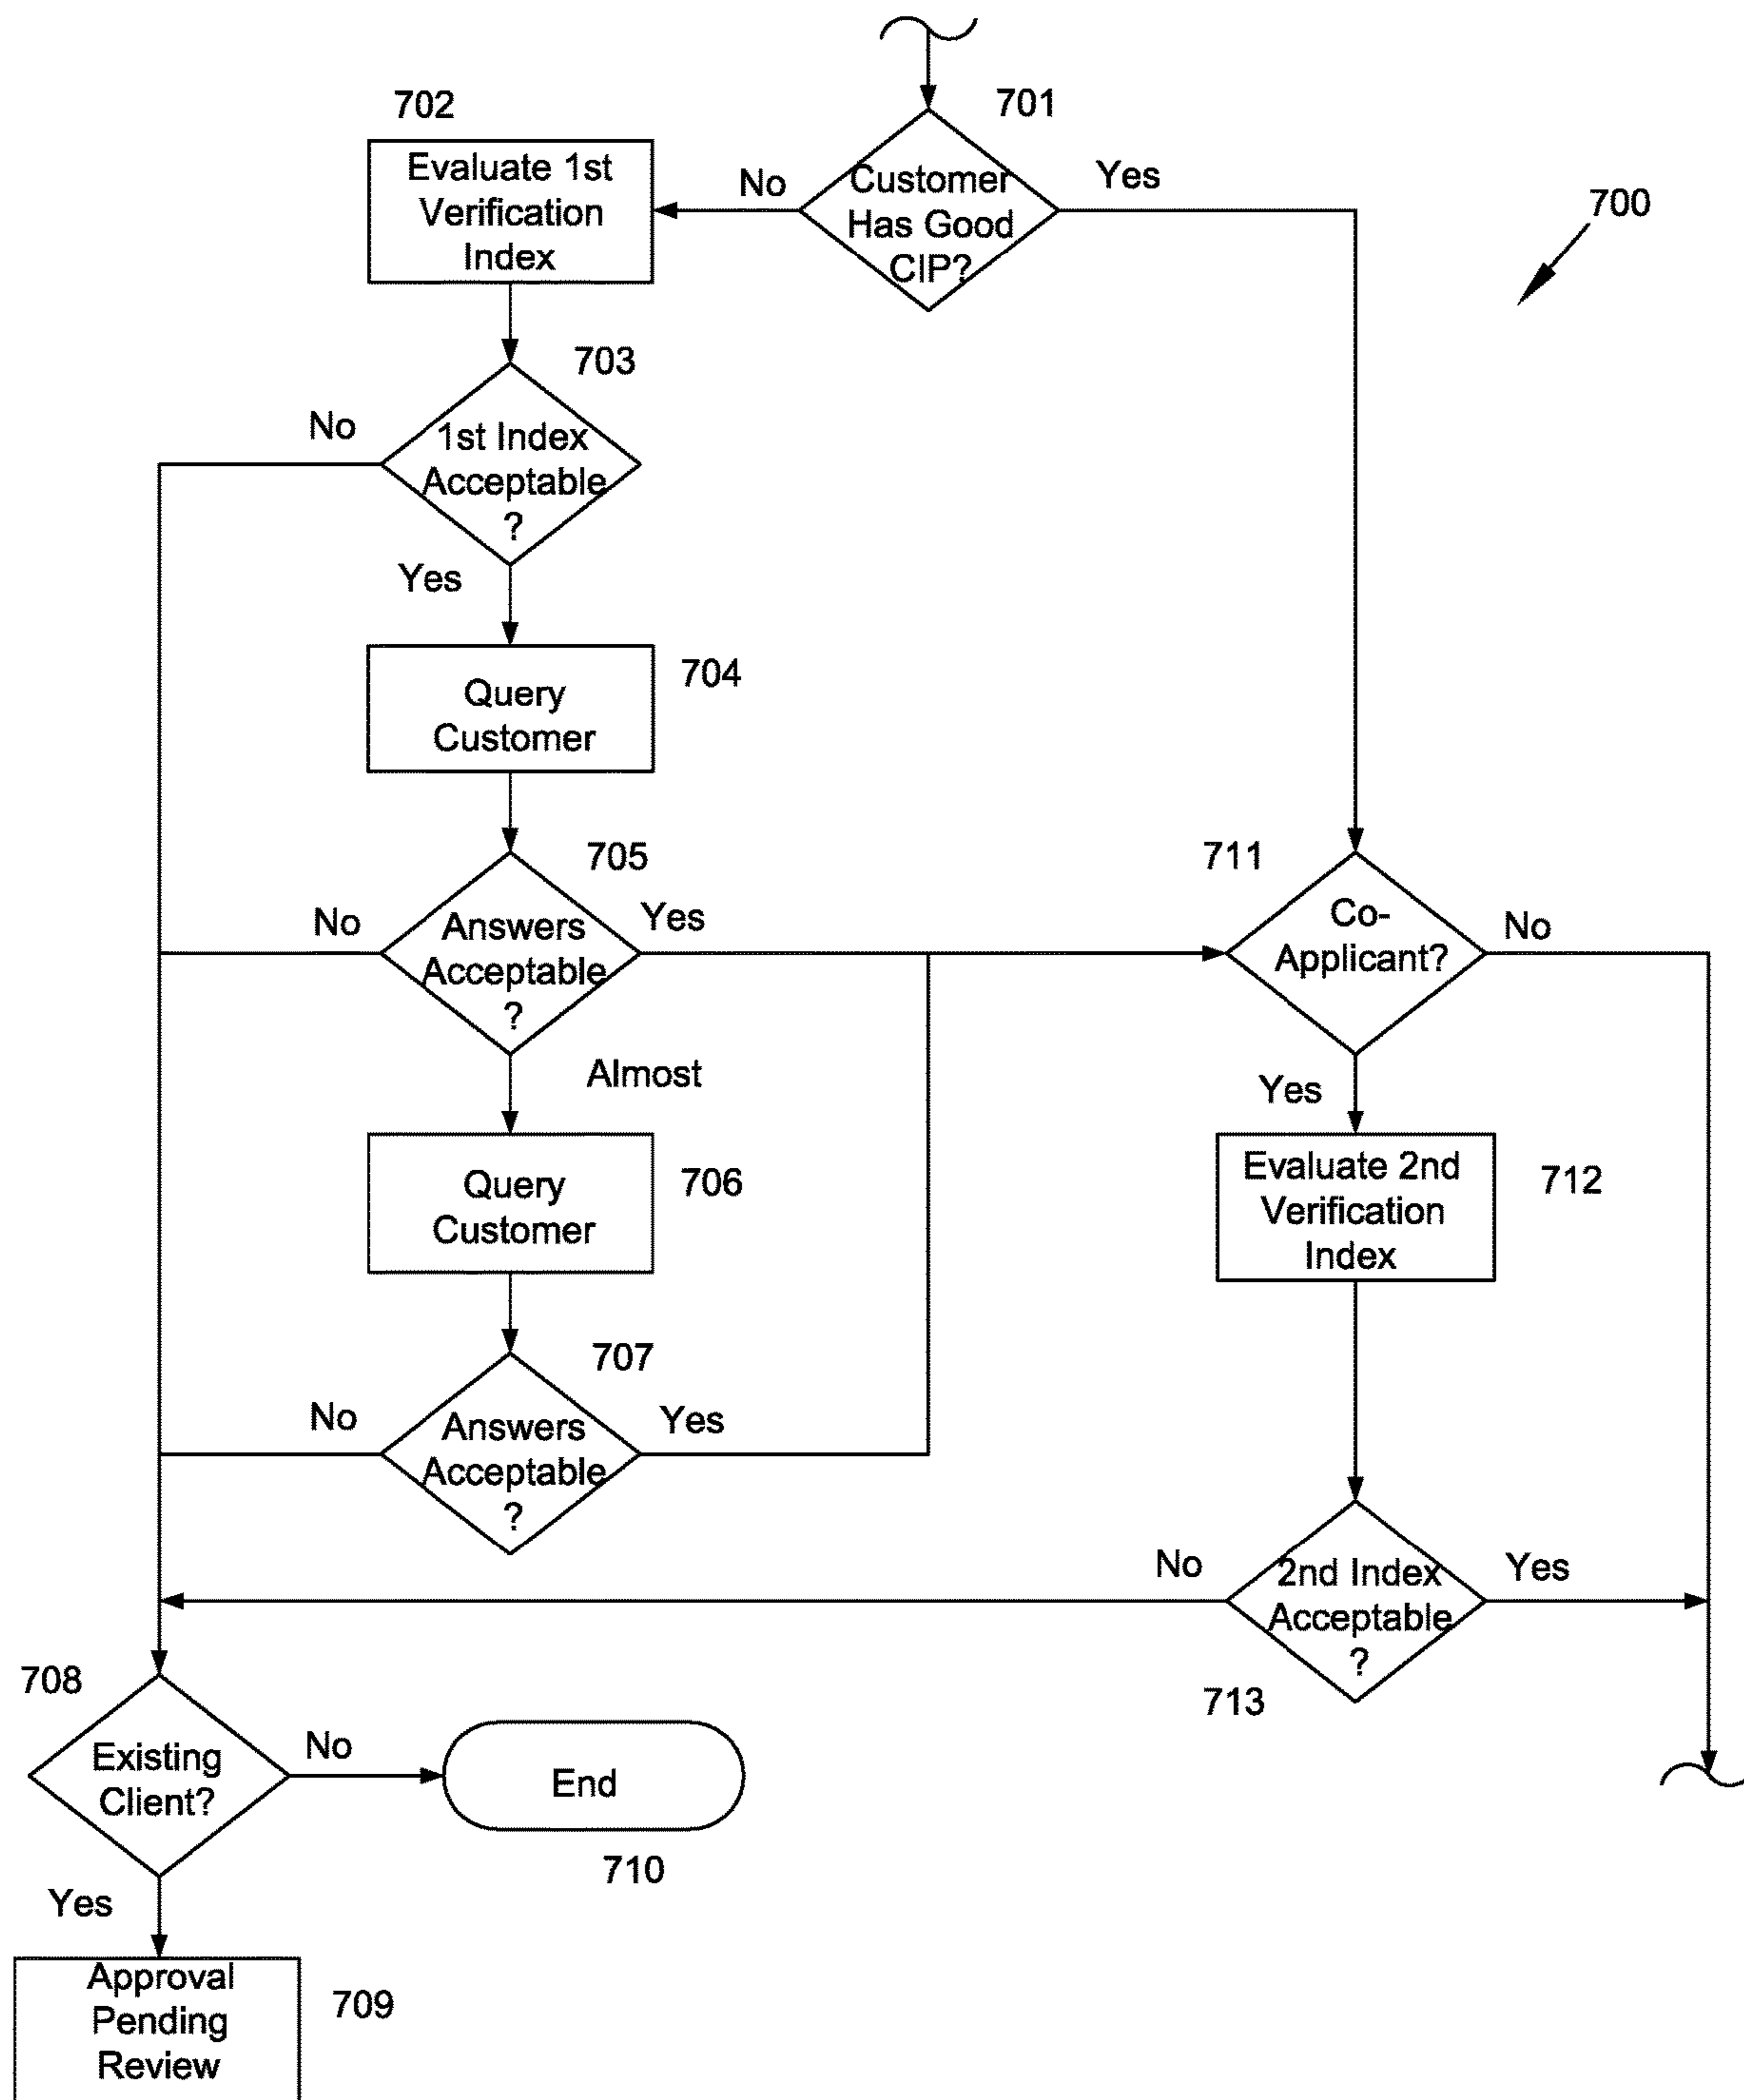 702
701
Evaluate 1st
Verification
Index
No
Customer
Has Good
CIP?
Yes
700
703
No
1st Index
Acceptable
?
Yes
704
Query
Customer
705
711
No
Answers
Acceptable
?
Yes
Co-
Applicant?
No
Almost
Yes
706
Query
Customer
Evaluate 2nd
Verification
Index
712
707
No
Answers
Acceptable
?
Yes
No
2nd Index
Acceptable
?
Yes
713
708
Existing
Client?
No
End
710
Yes
Approval
Pending
Review
709